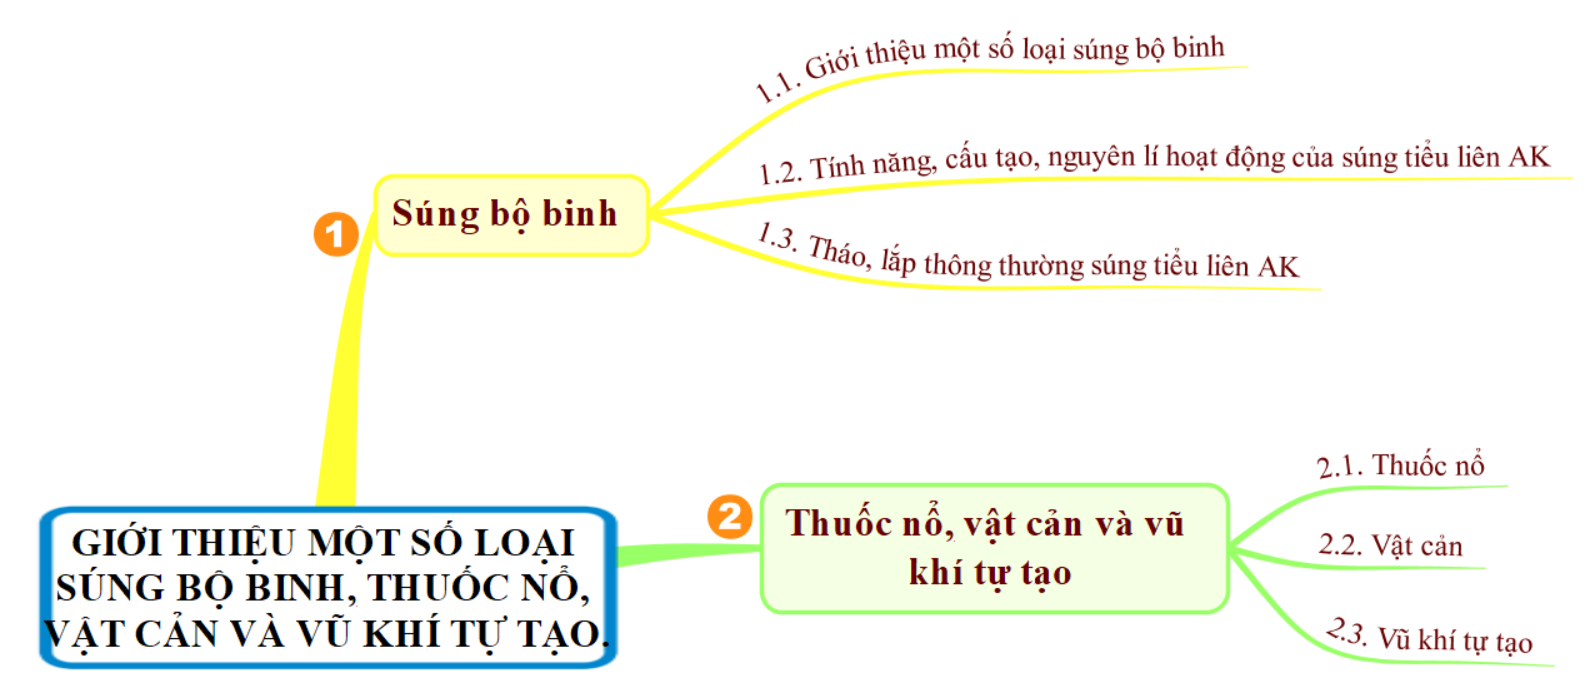 1.1. Giới thiệu một số loại súng bộ binh
1.2. Tính năng, cấu tạo, nguyên lí hoạt động của súng tiểu liên AK
1
Súng bộ binh
1.3. Tháo, lắp thông thường súng tiểu liên AK
GIỚI THIỆU MỘT SỐ LOẠI
SÚNG BỘ BINH, THUỐC NỔ,
VẬT CẢN VÀ VŨ KHÍ TỰ TẠO.
2
Thuốc nổ, vật cản và vũ
khí tự tạo
2.1. Thuốc nổ
2.2. Vật cản
2.3. Vũ khí tự tạo